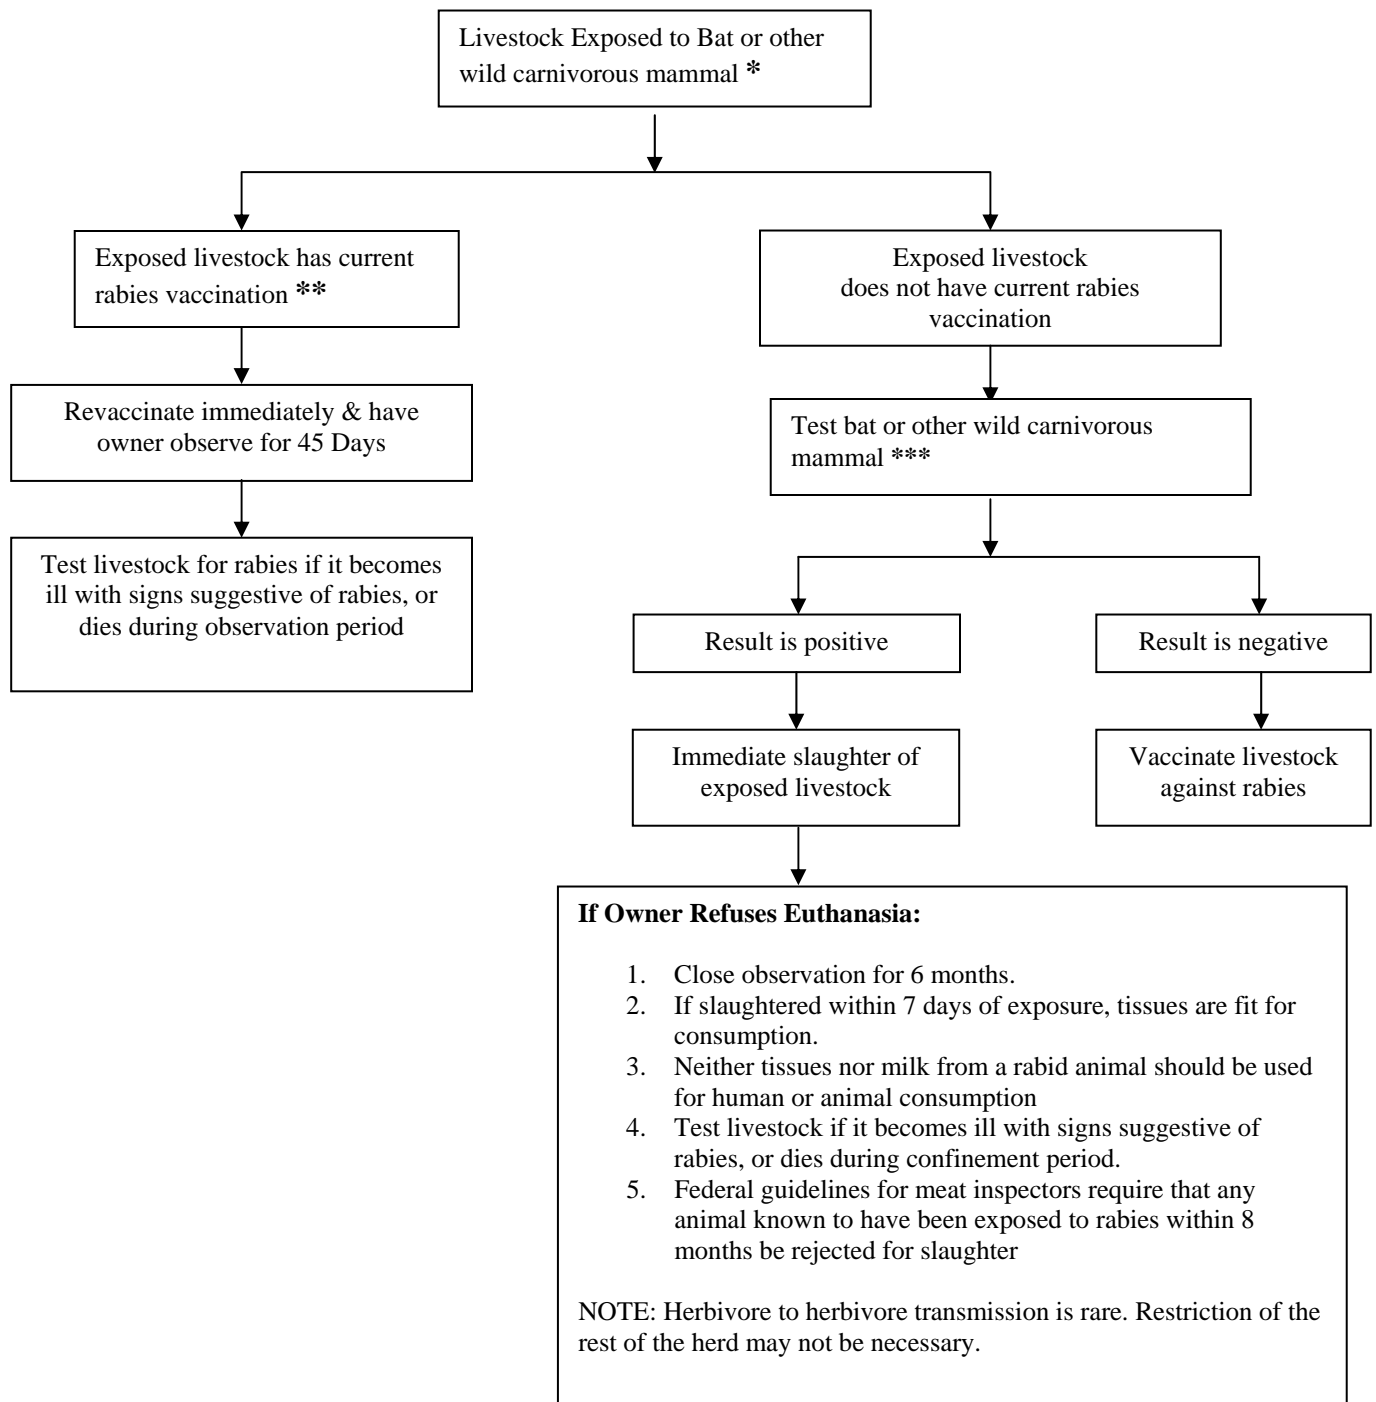 Livestock Exposed to Bat or other
wild carnivorous mammal *
Exposed livestock has current
rabies vaccination **
Exposed livestock
does not have current rabies
vaccination
Revaccinate immediately & have
owner observe for 45 Days
Test bat or other wild carnivorous
mammal ***
Test livestock for rabies if it becomes
ill with signs suggestive of rabies, or
dies during observation period
Result is positive
Result is negative
Immediate slaughter of
exposed livestock
Vaccinate livestock
against rabies
If Owner Refuses Euthanasia:
1. Close observation for 6 months.
2. If slaughtered within 7 days of exposure, tissues are fit for
consumption.
3. Neither tissues nor milk from a rabid animal should be used
for human or animal consumption
4. Test livestock if it becomes ill with signs suggestive of
rabies, or dies during confinement period.
5. Federal guidelines for meat inspectors require that any
animal known to have been exposed to rabies within 8
months be rejected for slaughter
NOTE: Herbivore to herbivore transmission is rare. Restriction of the
rest of the herd may not be necessary.